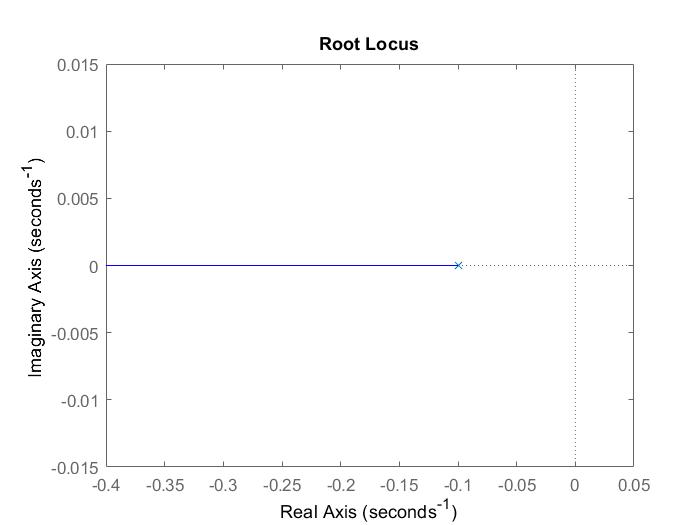 Root Locus
0.015
0.01
0.005
0
-0.005
-0.01
-0.015
Imaginary Axis (seconds⁻¹)
-0.4 -0.35 -0.3 -0.25 -0.2 -0.15 -0.1 -0.05 0 0.05
Real Axis (seconds⁻¹)